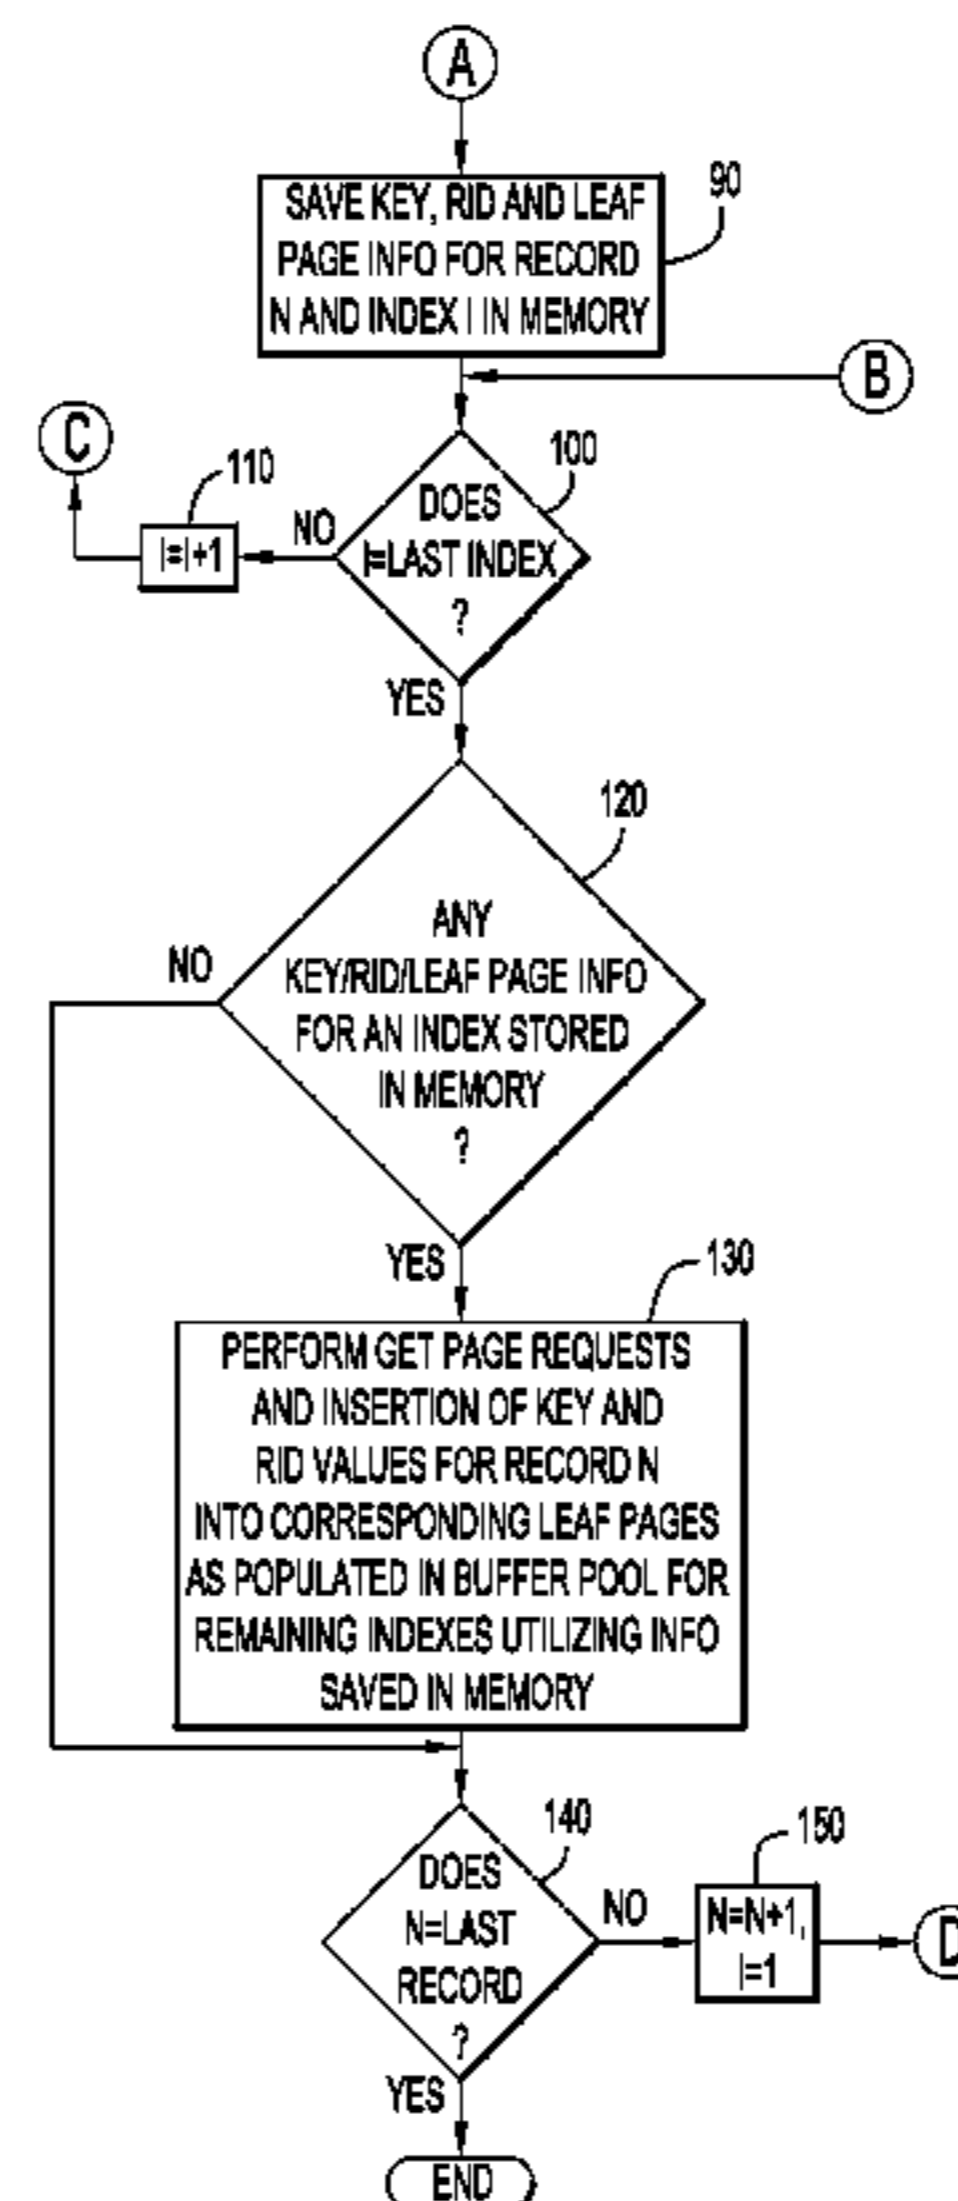 A
90
SAVE KEY, RID AND LEAF
PAGE INFO FOR RECORD
N AND INDEX I IN MEMORY
B
C
110
100
I=I+1
NO
DOES
I=LAST INDEX
?
YES
120
ANY
KEY/RID/LEAF PAGE INFO
FOR AN INDEX STORED
IN MEMORY
?
NO
YES
130
PERFORM GET PAGE REQUESTS
AND INSERTION OF KEY AND
RID VALUES FOR RECORD N
INTO CORRESPONDING LEAF PAGES
AS POPULATED IN BUFFER POOL FOR
REMAINING INDEXES UTILIZING INFO
SAVED IN MEMORY
140
DOES
N=LAST
RECORD
?
NO
150
N=N+1,
I=1
D
YES
END